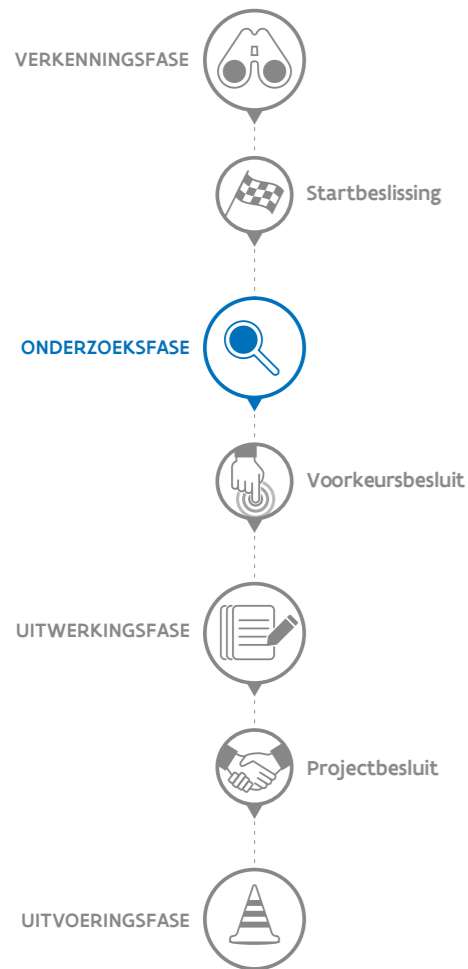 VERKENNINGSFASE
Startbeslissing
ONDERZOEKSFASE
Voorkeursbesluit
UITWERKINGSFASE
Projectbesluit
UITVOERINGSFASE